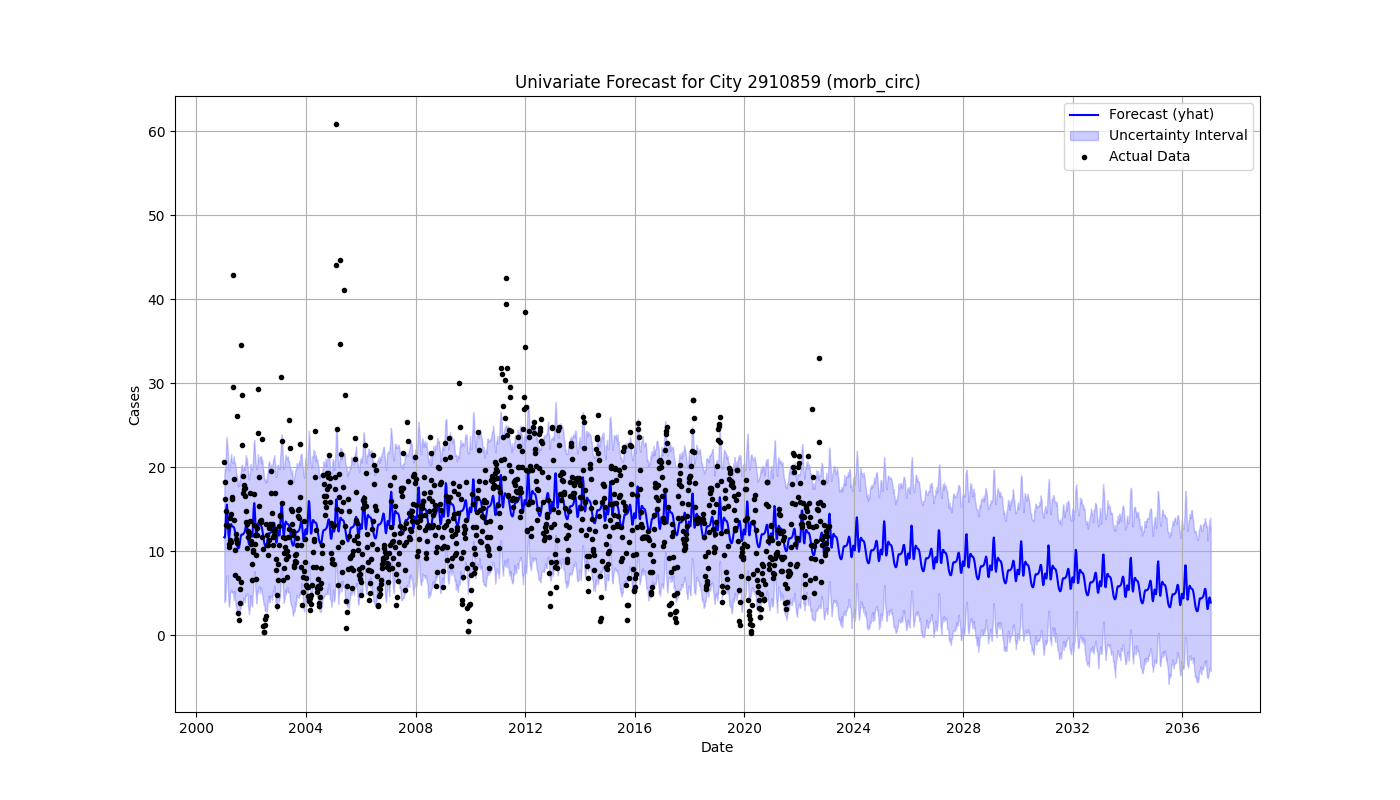 Univariate Forecast for City 2910859 (morb_circ)
Forecast (yhat)
Uncertainty Interval
Actual Data
Cases
60
50
40
30
20
10
0
2000 2004 2008 2012 2016 2020 2024 2028 2032 2036
Date